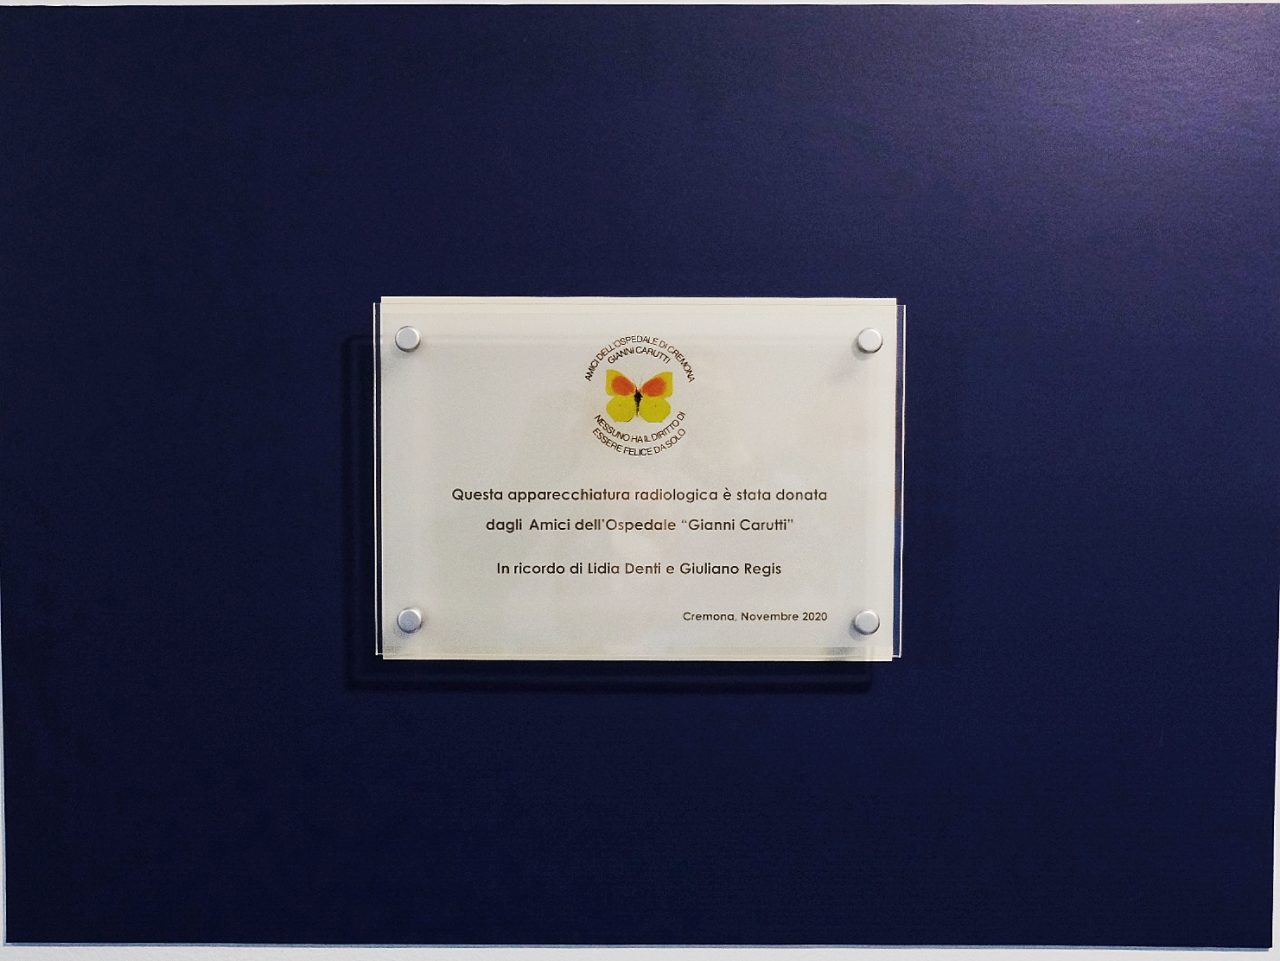 AMICI DELL'OSPEDALE DI CREMONA
GIANNI CARUTTI
NESSUNO HA IL DIRITTO DI
ESSERE FELICE DA SOLO
Questa apparecchiatura radiologica è stata donata
dagli Amici dell'Ospedale “Gianni Carutti”
In ricordo di Lidia Denti e Giuliano Regis
Cremona, Novembre 2020